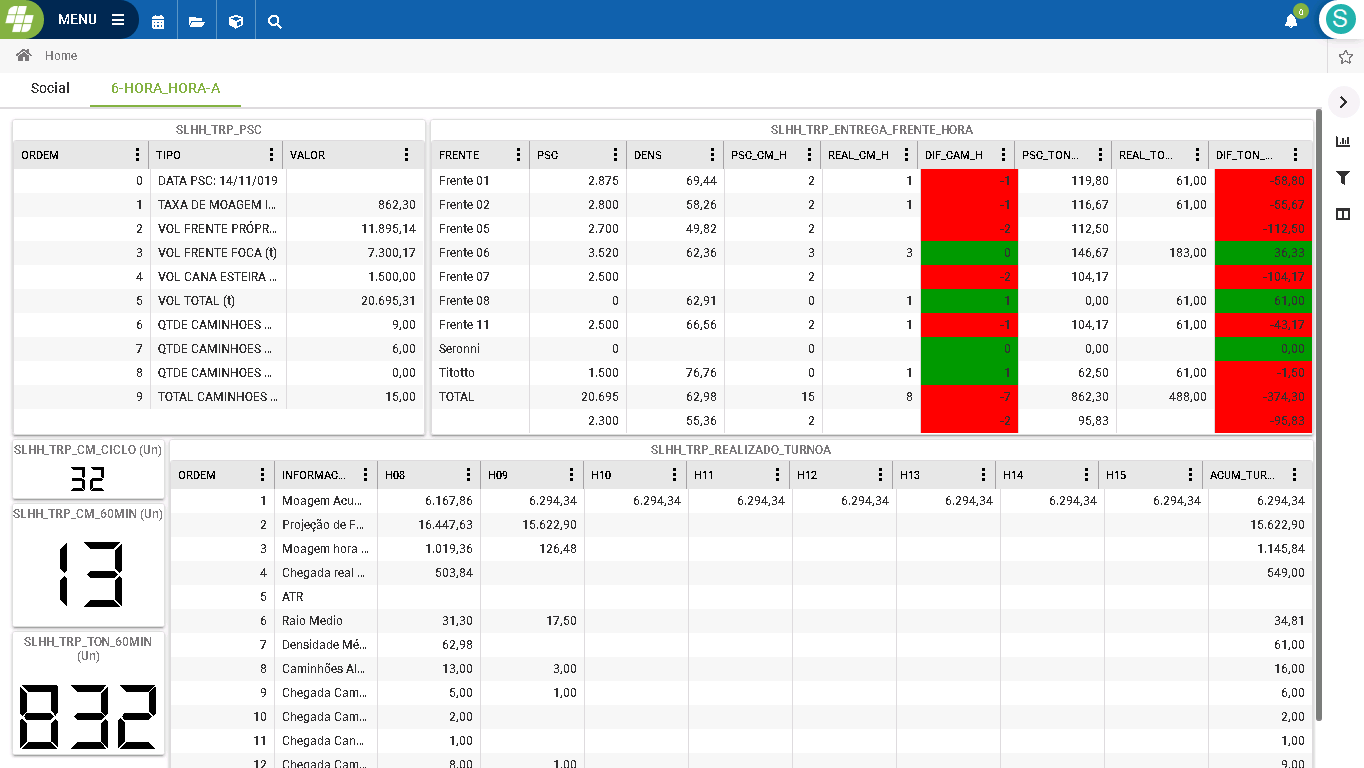 MENU
0
S
Home
Social 6-HORA_HORA-A
SLHH_TRP_PSC
ORDEM TIPO VALOR
0 DATA PSC: 14/11/019
1 TAXA DE MOAGEM I... 862,30
2 VOL FRENTE PRÓPR... 11.895,14
3 VOL FRENTE FOCA (t) 7.300,17
4 VOL CANA ESTEIRA ... 1.500,00
5 VOL TOTAL (t) 20.695,31
6 QTDE CAMINHOES ... 9,00
7 QTDE CAMINHOES ... 6,00
8 QTDE CAMINHOES ... 0,00
9 TOTAL CAMINHOES ... 15,00
SLHH_TRP_ENTREGA_FRENTE_HORA
FRENTE PSC DENS PSC_CM_H REAL_CM_H DIF_CAM_H PSC_TON... REAL_TO... DIF_TON_...
Frente 01 2.875 69,44 2 1 -1 119,80 61,00 -58,80
Frente 02 2.800 58,26 2 1 -1 116,67 61,00 -55,67
Frente 05 2.700 49,82 2 -2 112,50 -112,50
Frente 06 3.520 62,36 3 3 0 146,67 183,00 36,33
Frente 07 2.500 2 -2 104,17 -104,17
Frente 08 0 62,91 0 1 1 0,00 61,00 61,00
Frente 11 2.500 66,56 2 1 -1 104,17 61,00 -43,17
Seronni 0 0 0 0,00 0,00
Titotto 1.500 76,76 0 1 1 62,50 61,00 -1,50
TOTAL 20.695 62,98 15 8 -7 862,30 488,00 -374,30
2.300 55,36 2 -2 95,83 -95,83
SLHH_TRP_CM_CICLO (Un)
32
SLHH_TRP_CM_60MIN (Un)
13
SLHH_TRP_TON_60MIN
(Un)
832
SLHH_TRP_REALIZADO_TURNOA
ORDEM INFORMAC... H08 H09 H10 H11 H12 H13 H14 H15 ACUM_TUR...
1 Moagem Acu... 6.167,86 6.294,34 6.294,34 6.294,34 6.294,34 6.294,34 6.294,34 6.294,34 6.294,34
2 Projeção de F... 16.447,63 15.622,90 15.622,90
3 Moagem hora ... 1.019,36 126,48 1.145,84
4 Chegada real ... 503,84 549,00
5 ATR
6 Raio Medio 31,30 17,50 34,81
7 Densidade Mé... 62,98 61,00
8 Caminhões Al... 13,00 3,00 16,00
9 Chegada Cam... 5,00 1,00 6,00
10 Chegada Cam... 2,00 2,00
11 Chegada Can... 1,00 1,00
12 Chegada Cam... 8,00 1,00 9,00